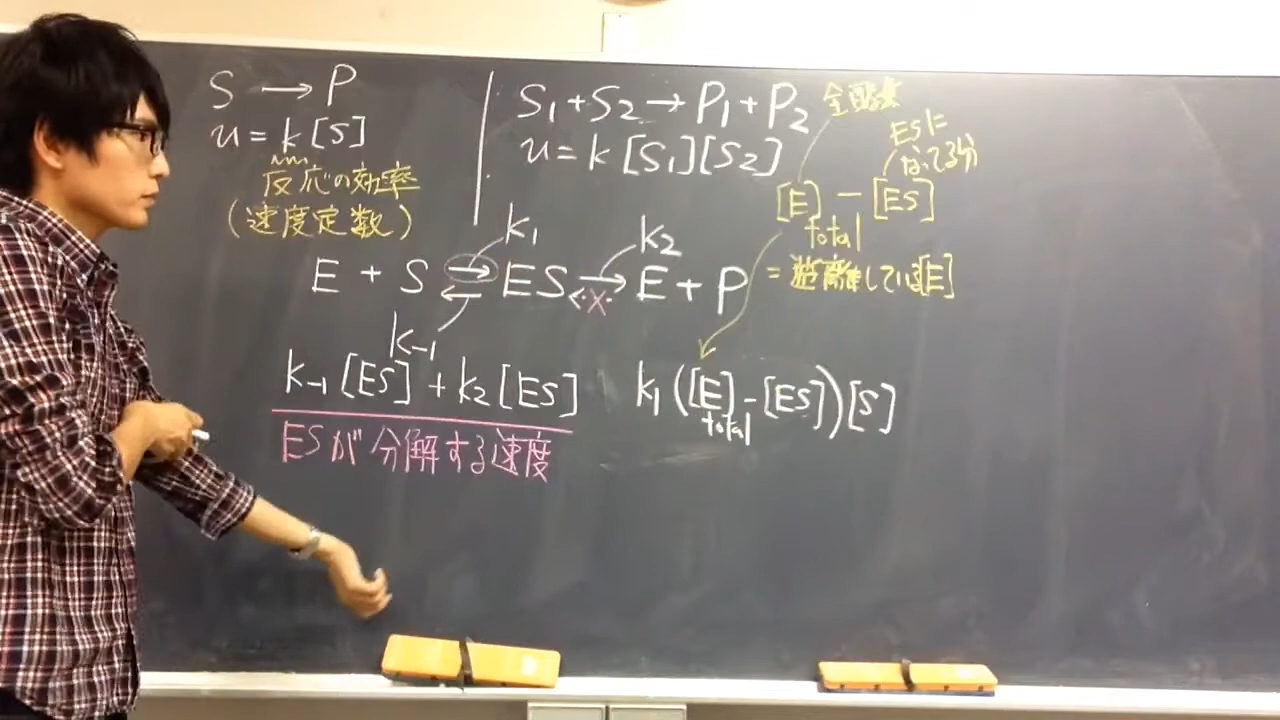 S → P
u = k [S]
反応の効率
(速度定数)
S1 + S2 → P1 + P2
u = k [S1][S2]
全酵素
ESに
なってる分
[E]total − [ES]
= 遊離している[E]
k1
k2
E + S ⇄ ES → E + P
×
k-1
k-1 [ES] + k2 [ES]
k1 ([E]total − [ES]) [S]
ESが分解する速度